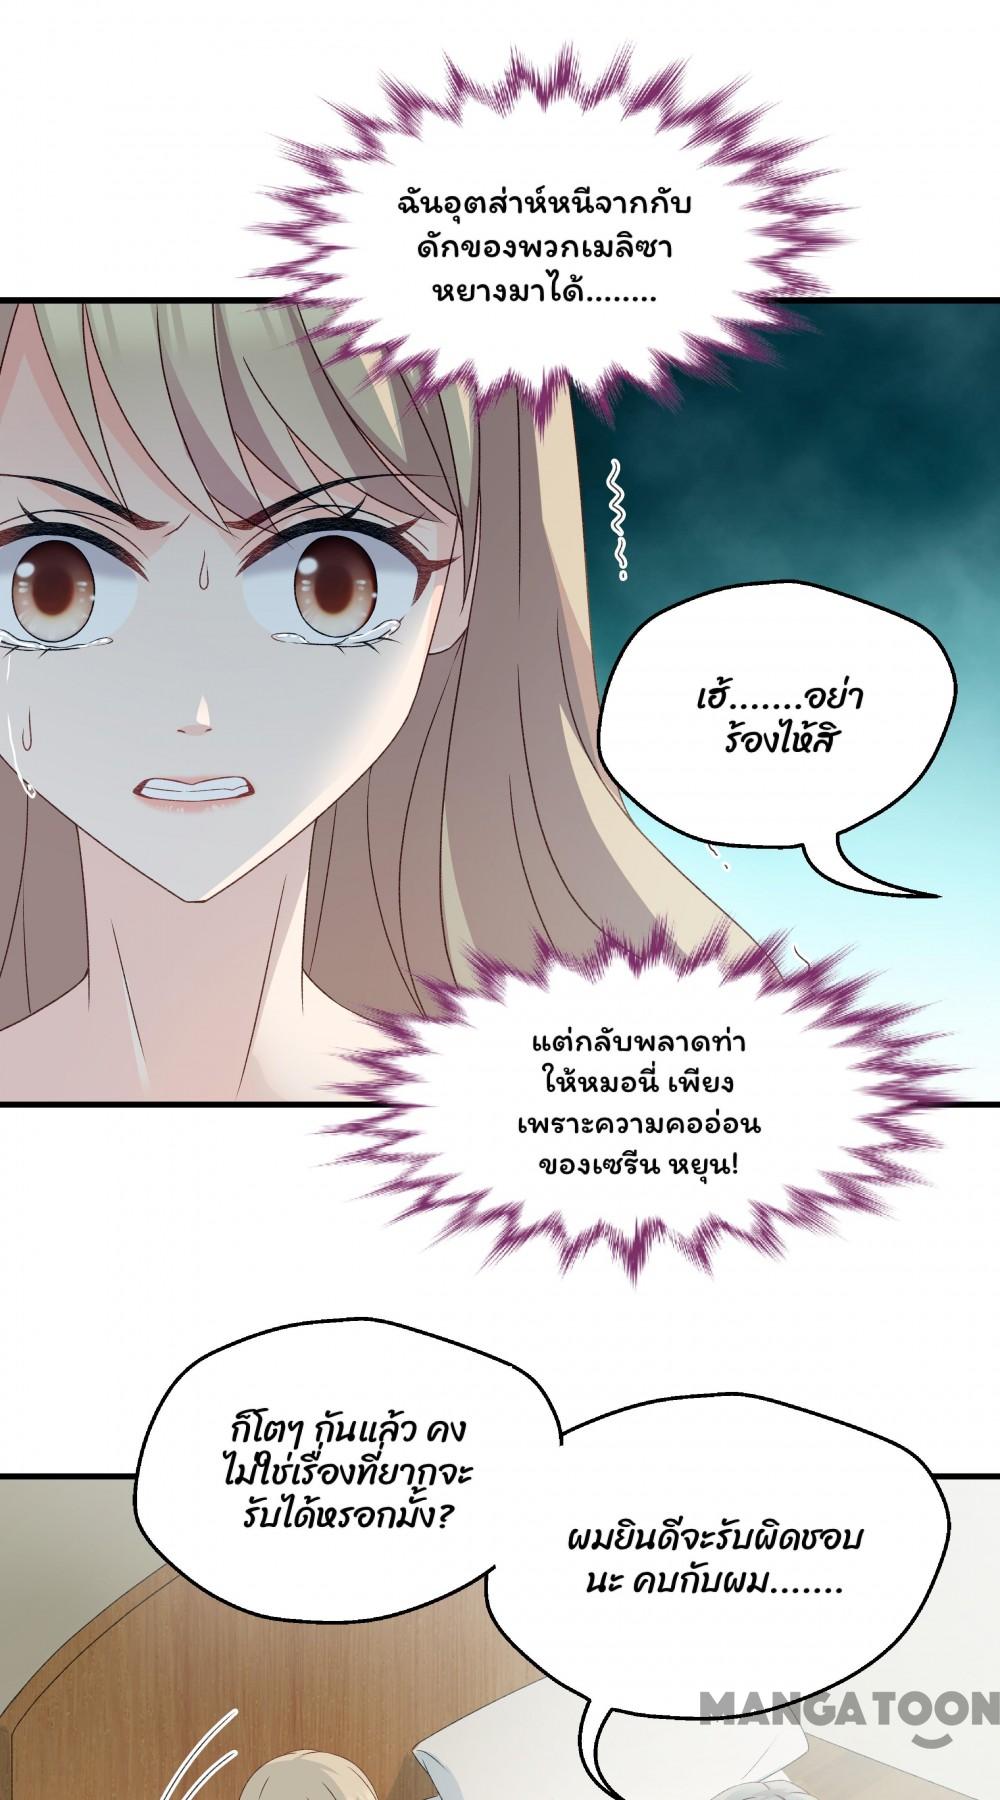 ฉันอุตส่าห์หนีจากกับ
ดักของพวกเมลิซา
หยางมาได้........
เฮ้.......อย่า
ร้องไห้สิ
แต่กลับพลาดท่า
ให้หมอนี่ เพียง
เพราะความคออ่อน
ของเซรีน หยุน!
ก็โตๆ กันแล้ว คง
ไม่ใช่เรื่องที่ยากจะ
รับได้หรอกมั้ง?
ผมยินดีจะรับผิดชอบ
นะ คบกับผม.......
MANGATOON